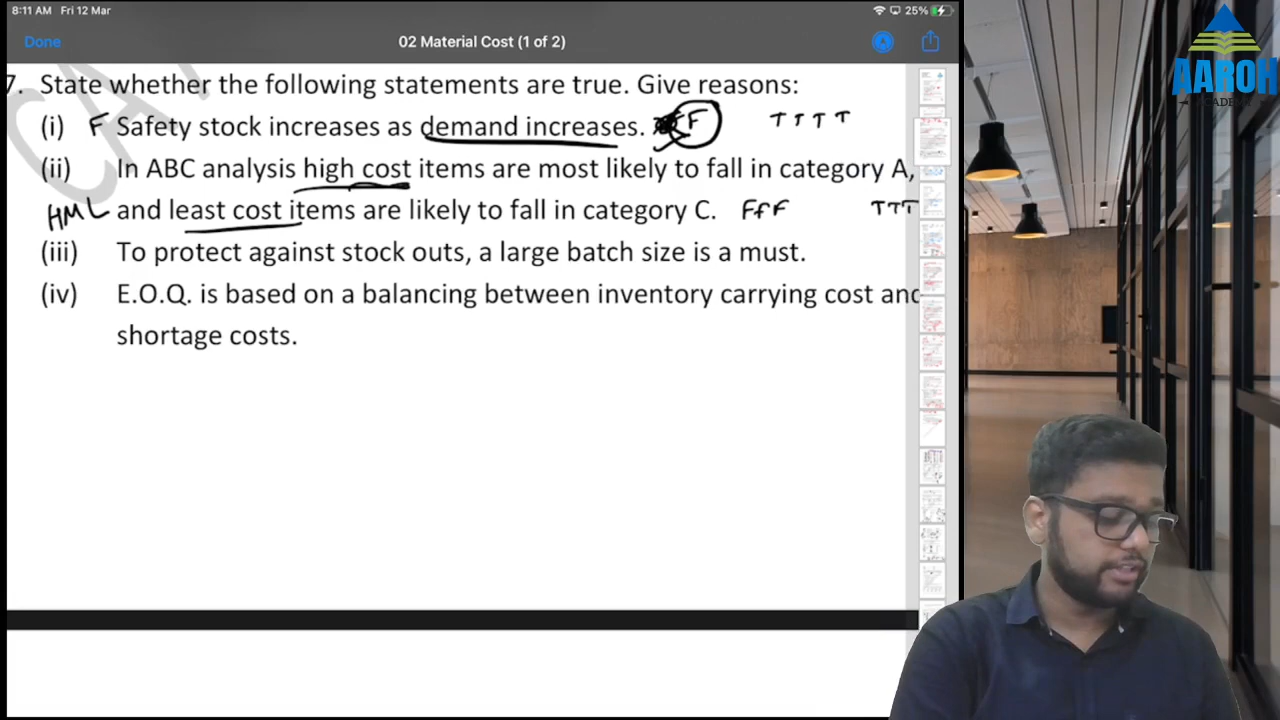 8:11 AM Fri 12 Mar 25%
Done 02 Material Cost (1 of 2)
7. State whether the following statements are true. Give reasons:
(i) F Safety stock increases as demand increases. F T T T T
(ii) In ABC analysis high cost items are most likely to fall in category A,
HML and least cost items are likely to fall in category C. FFF TTT
(iii) To protect against stock outs, a large batch size is a must.
(iv) E.O.Q. is based on a balancing between inventory carrying cost and
shortage costs.
AAROH